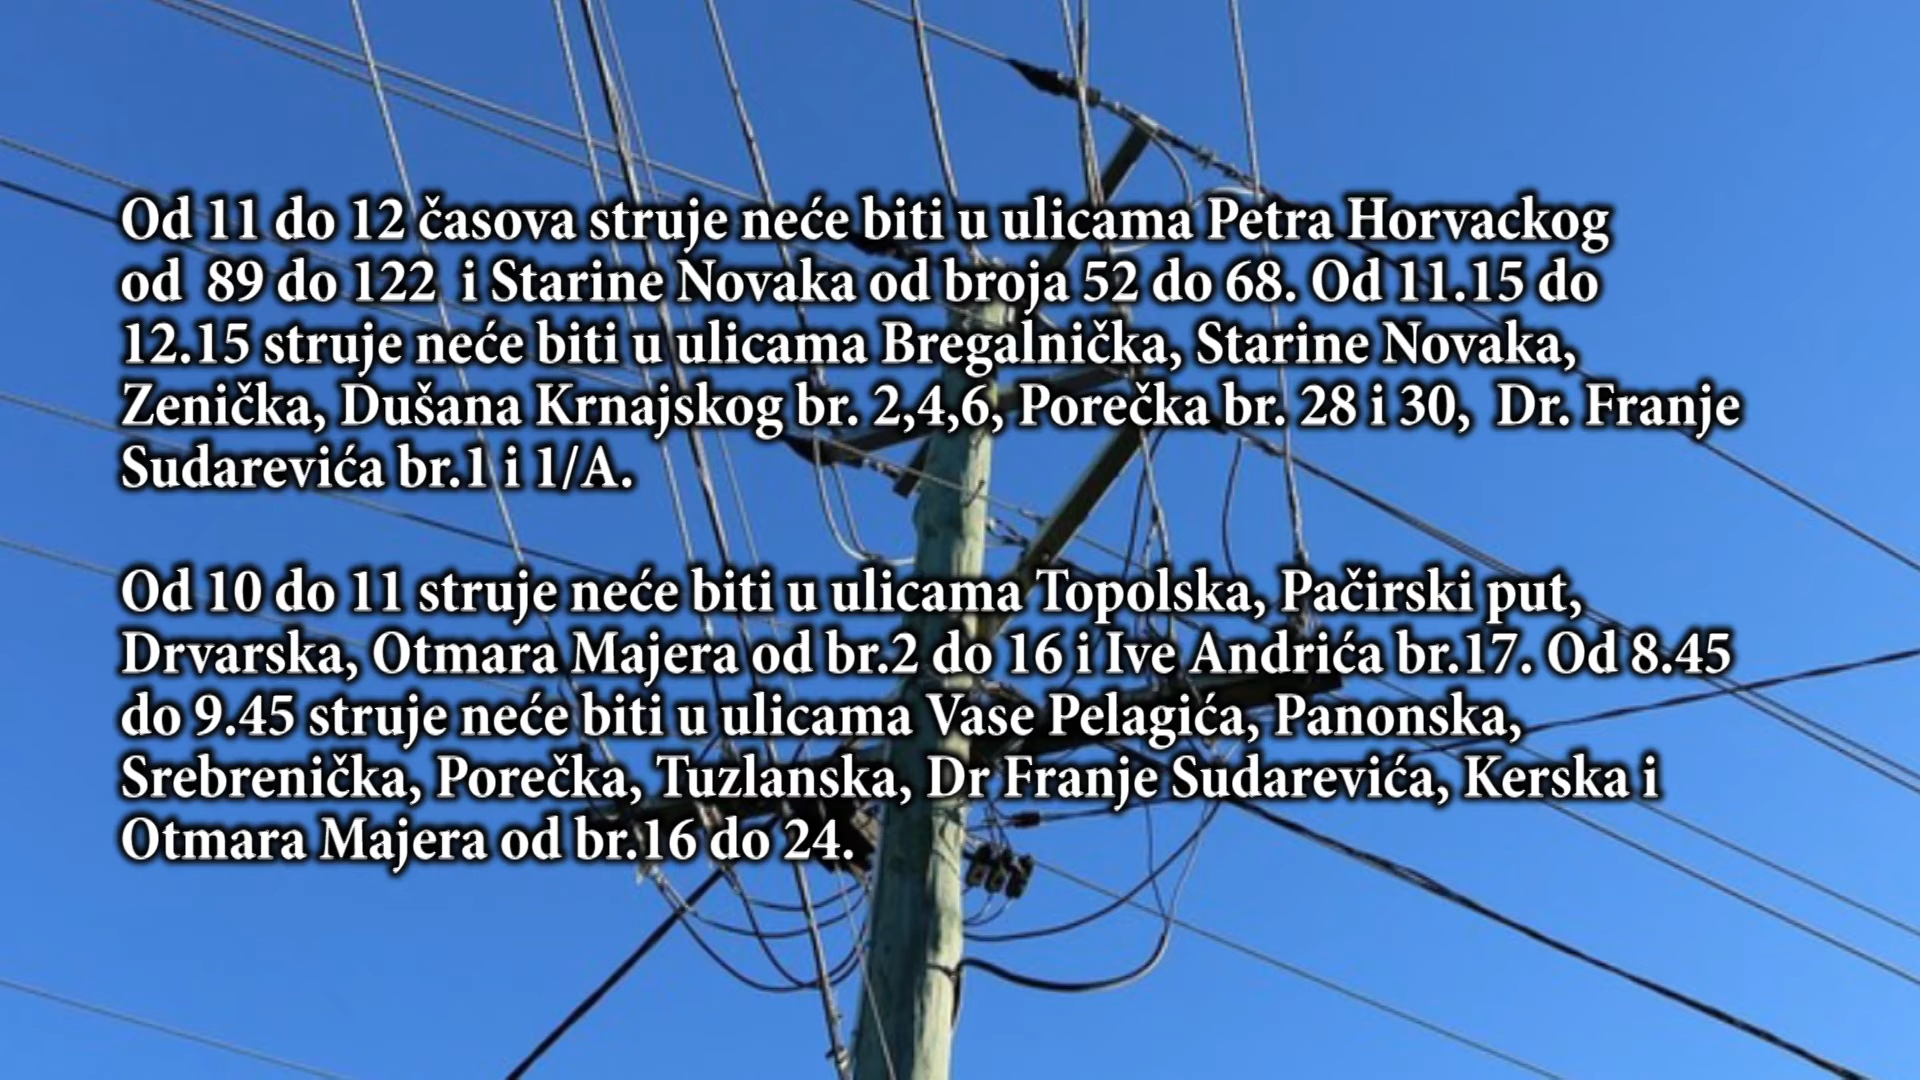 Od 11 do 12 časova struje neće biti u ulicama Petra Horvackog
od 89 do 122 i Starine Novaka od broja 52 do 68. Od 11.15 do
12.15 struje neće biti u ulicama Bregalnička, Starine Novaka,
Zenička, Dušana Krnajskog br. 2,4,6, Porečka br. 28 i 30, Dr. Franje
Sudarevića br.1 i 1/A.
Od 10 do 11 struje neće biti u ulicama Topolska, Pačirski put,
Drvarska, Otmara Majera od br.2 do 16 i Ive Andrića br.17. Od 8.45
do 9.45 struje neće biti u ulicama Vase Pelagića, Panonska,
Srebrenička, Porečka, Tuzlanska, Dr Franje Sudarevića, Kerska i
Otmara Majera od br.16 do 24.